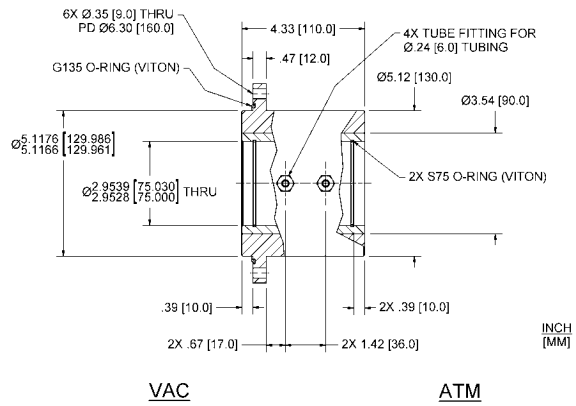 6X Ø.35 [9.0] THRU
PD Ø6.30 [160.0]
4.33 [110.0]
4X TUBE FITTING FOR
Ø.24 [6.0] TUBING
.47 [12.0]
G135 O-RING (VITON)
Ø5.12 [130.0]
Ø3.54 [90.0]
Ø5.1176 [129.986]
5.1166 [129.961]
2X S75 O-RING (VITON)
Ø2.9539 [75.030] THRU
2.9528 [75.000]
.39 [10.0]
2X .39 [10.0]
2X .67 [17.0]
2X 1.42 [36.0]
INCH
[MM]
VAC
ATM